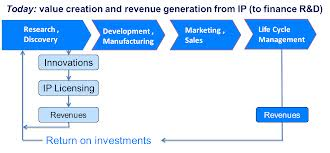 Today: value creation and revenue generation from IP (to finance R&D)
Research ,
Discovery
Development ,
Manufacturing
Marketing ,
Sales
Life Cycle
Management
Innovations
IP Licensing
Revenues
Revenues
Return on investments